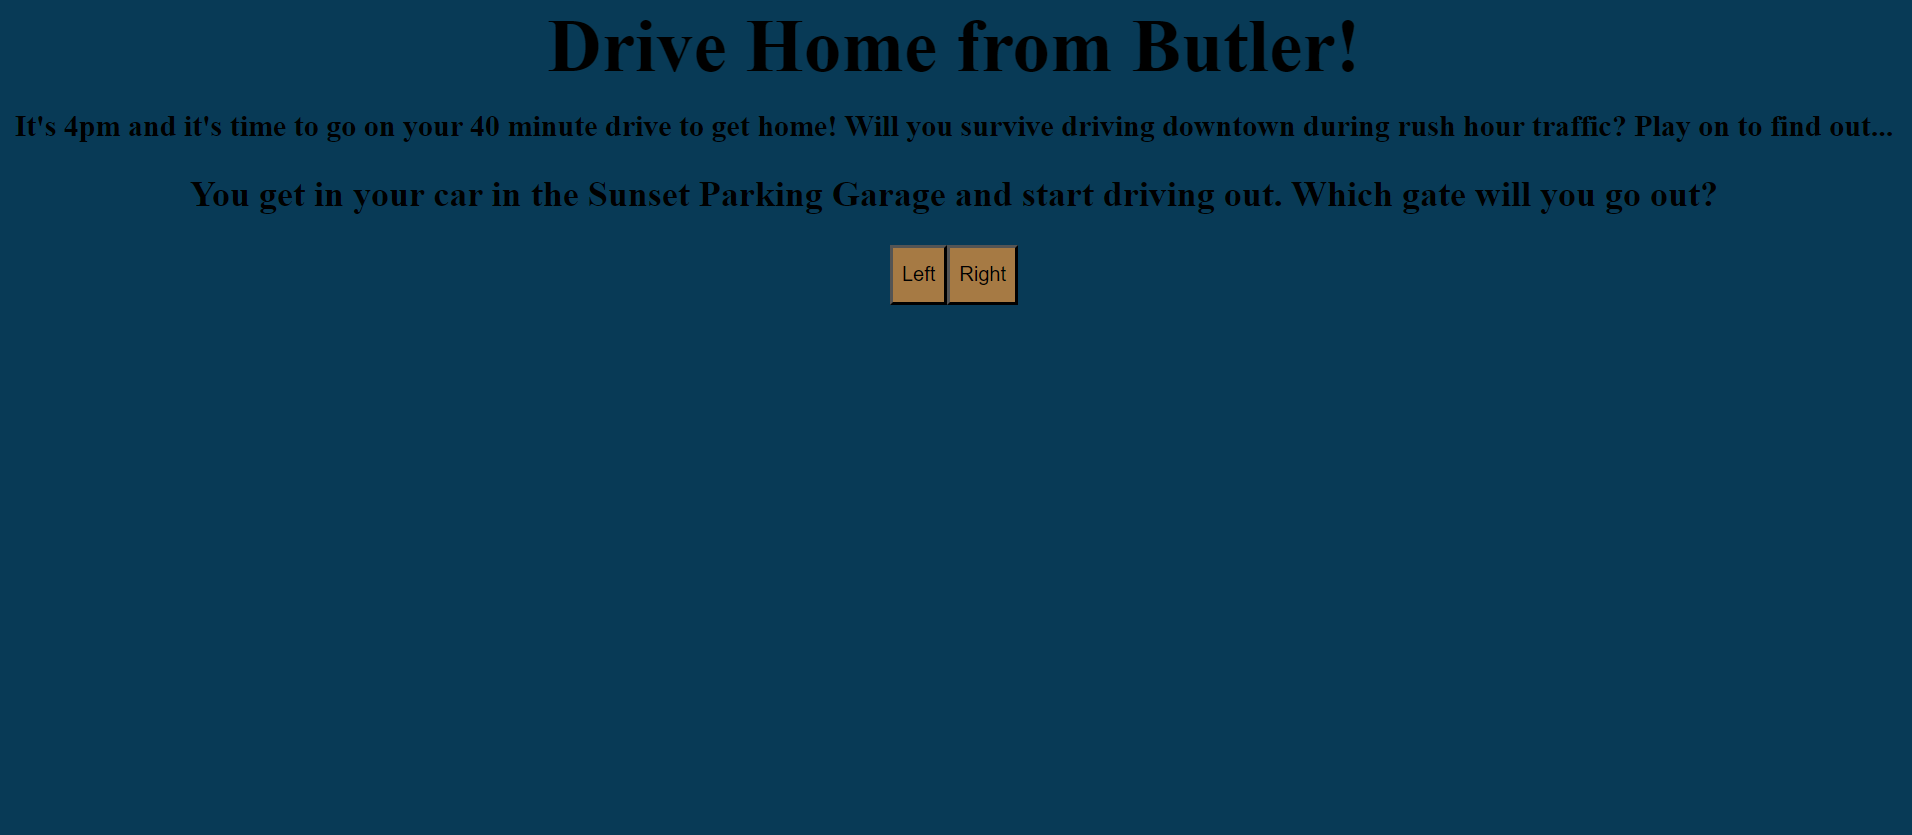 Drive Home from Butler!
It's 4pm and it's time to go on your 40 minute drive to get home! Will you survive driving downtown during rush hour traffic? Play on to find out...
You get in your car in the Sunset Parking Garage and start driving out. Which gate will you go out?
Left Right